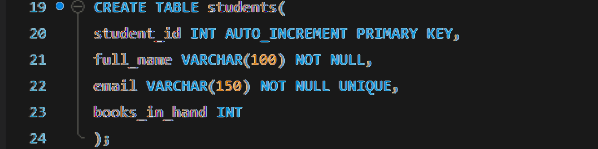 19 CREATE TABLE students(
20 student_id INT AUTO_INCREMENT PRIMARY KEY,
21 full_name VARCHAR(100) NOT NULL,
22 email VARCHAR(150) NOT NULL UNIQUE,
23 books_in_hand INT
24 );